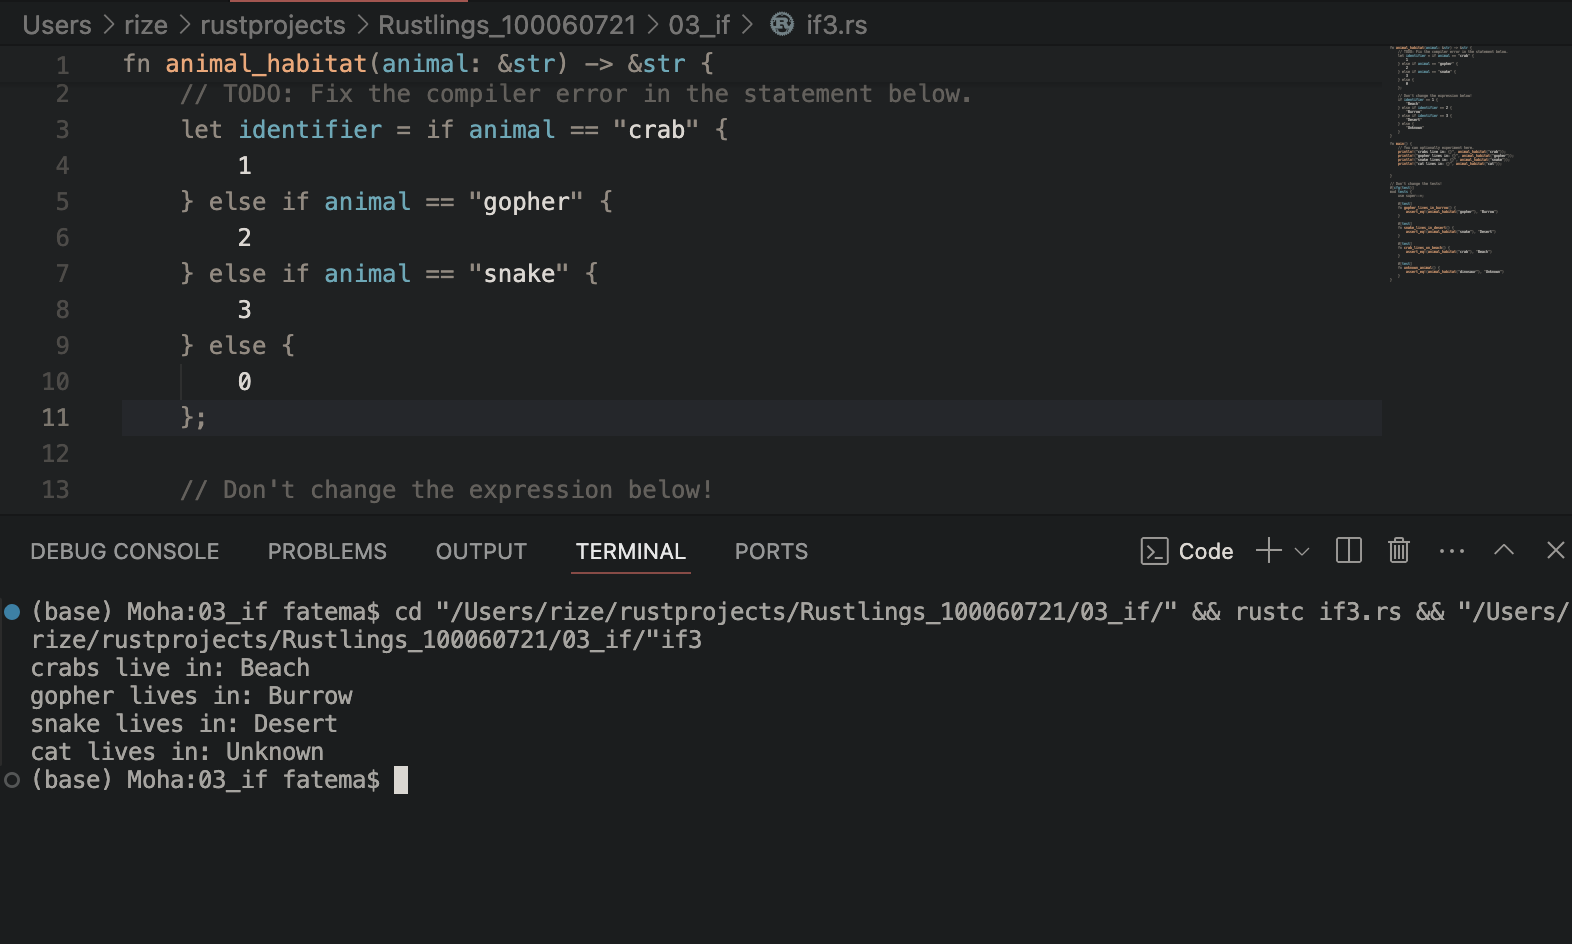 Users > rize > rustprojects > Rustlings_100060721 > 03_if > if3.rs
1 fn animal_habitat(animal: &str) -> &str {
2 // TODO: Fix the compiler error in the statement below.
3 let identifier = if animal == "crab" {
4 1
5 } else if animal == "gopher" {
6 2
7 } else if animal == "snake" {
8 3
9 } else {
10 0
11 };
12
13 // Don't change the expression below!
DEBUG CONSOLE PROBLEMS OUTPUT TERMINAL PORTS Code
(base) Moha:03_if fatema$ cd "/Users/rize/rustprojects/Rustlings_100060721/03_if/" && rustc if3.rs && "/Users/
rize/rustprojects/Rustlings_100060721/03_if/"if3
crabs live in: Beach
gopher lives in: Burrow
snake lives in: Desert
cat lives in: Unknown
(base) Moha:03_if fatema$